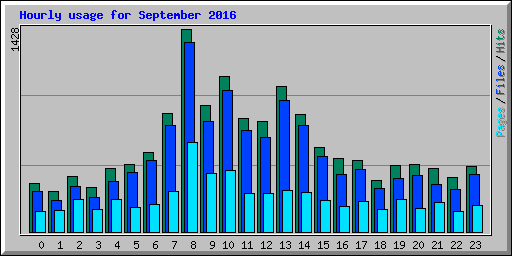 Hourly usage for September 2016
1428
Pages/Files/Hits
0 1 2 3 4 5 6 7 8 9 10 11 12 13 14 15 16 17 18 19 20 21 22 23